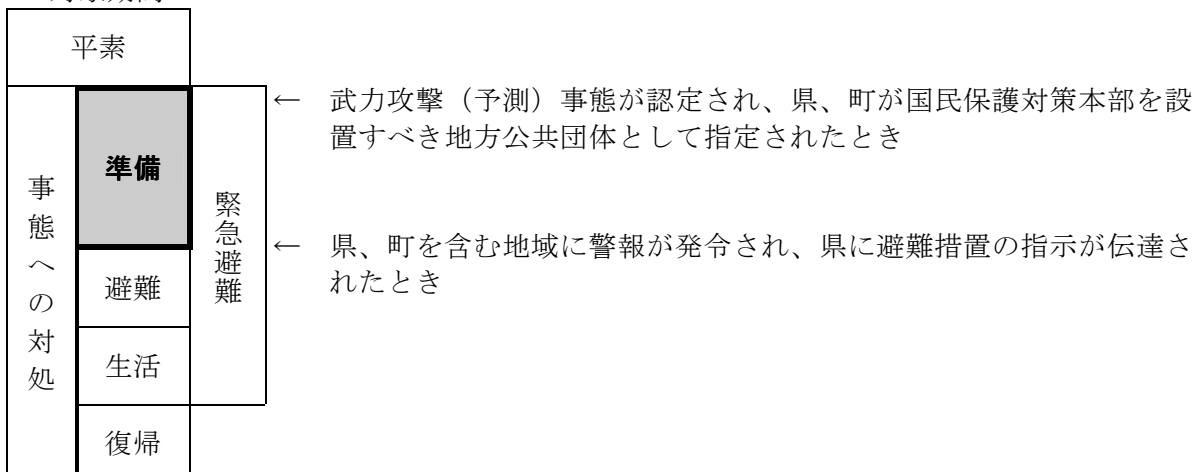 平素
← 武力攻撃（予測）事態が認定され、県、町が国民保護対策本部を設
置すべき地方公共団体として指定されたとき
準備
事態への対処
緊急避難
← 県、町を含む地域に警報が発令され、県に避難措置の指示が伝達さ
れたとき
避難
生活
復帰